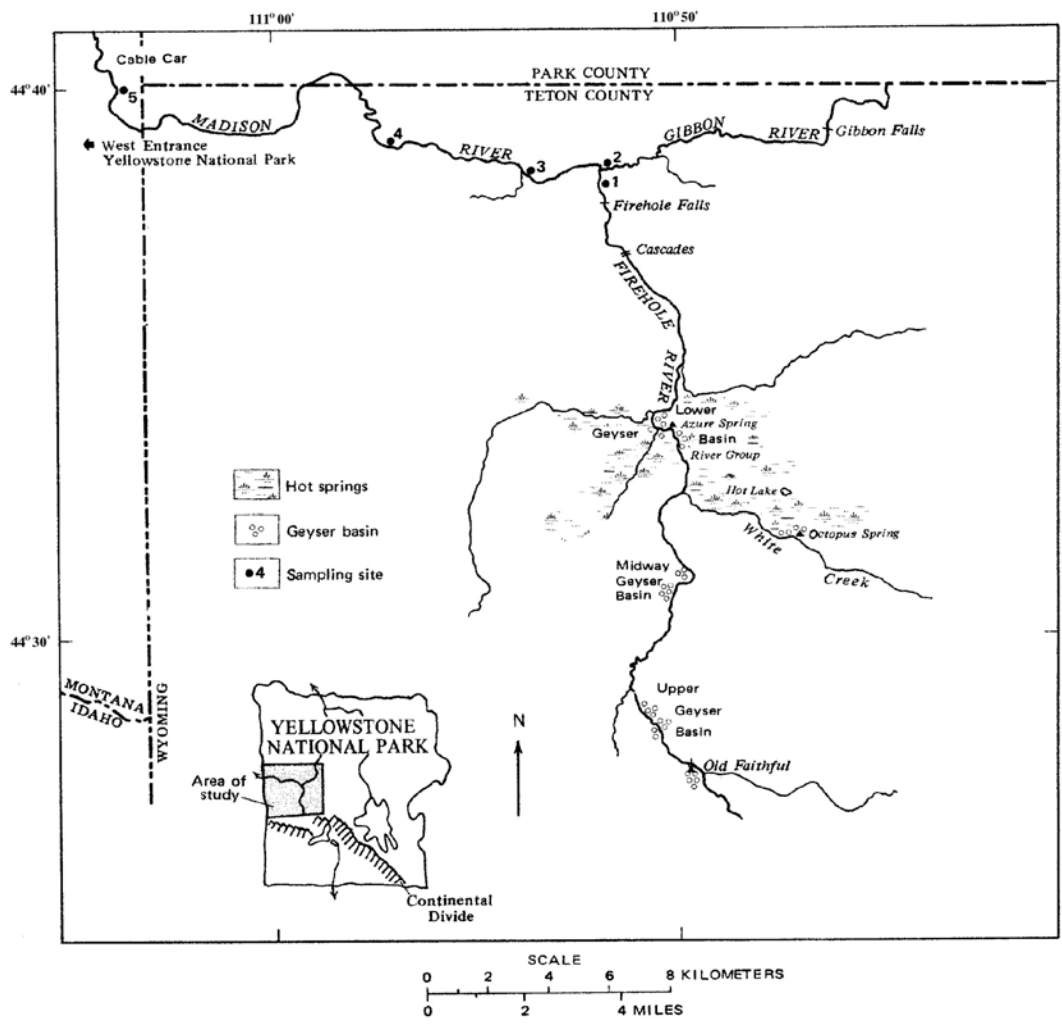 111° 00'
110° 50'
Cable Car
5
PARK COUNTY
TETON COUNTY
44° 40'
MADISON
RIVER
GIBBON
RIVER
Gibbon Falls
West Entrance
Yellowstone National Park
4
3
2
1
Firehole Falls
Cascades
FIREHOLE
RIVER
Lower
Azure Spring
Geyser
Basin
River Group
Hot springs
Hot Lake
Geyser basin
Octopus Spring
White
Creek
4 Sampling site
Midway
Geyser
Basin
44° 30'
MONTANA
IDAHO
WYOMING
Upper
Geyser
Basin
N
YELLOWSTONE
NATIONAL PARK
Old Faithful
Area of
study
Continental
Divide
SCALE
0 2 4 6 8 KILOMETERS
0 2 4 MILES